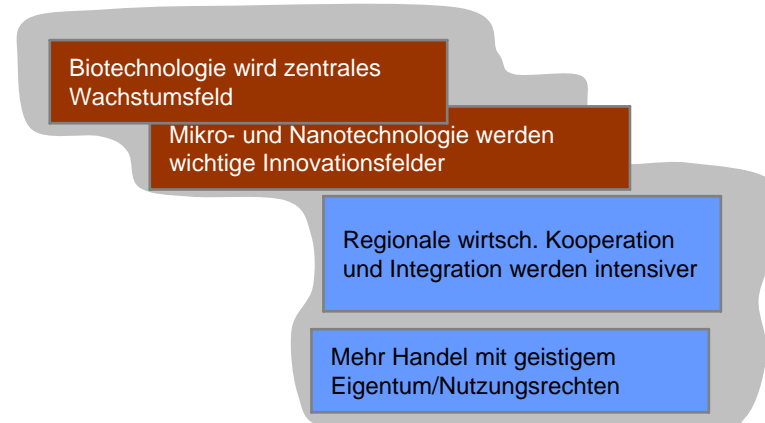 Biotechnologie wird zentrales
Wachstumsfeld
Mikro- und Nanotechnologie werden
wichtige Innovationsfelder
Regionale wirtsch. Kooperation
und Integration werden intensiver
Mehr Handel mit geistigem
Eigentum/Nutzungsrechten